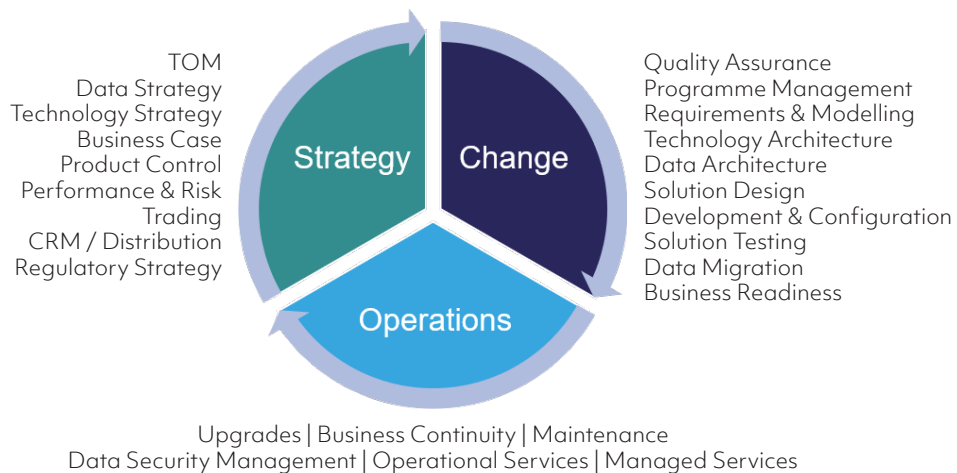 TOM
Data Strategy
Technology Strategy
Business Case
Product Control
Performance & Risk
Trading
CRM / Distribution
Regulatory Strategy
Strategy
Change
Operations
Quality Assurance
Programme Management
Requirements & Modelling
Technology Architecture
Data Architecture
Solution Design
Development & Configuration
Solution Testing
Data Migration
Business Readiness
Upgrades | Business Continuity | Maintenance
Data Security Management | Operational Services | Managed Services